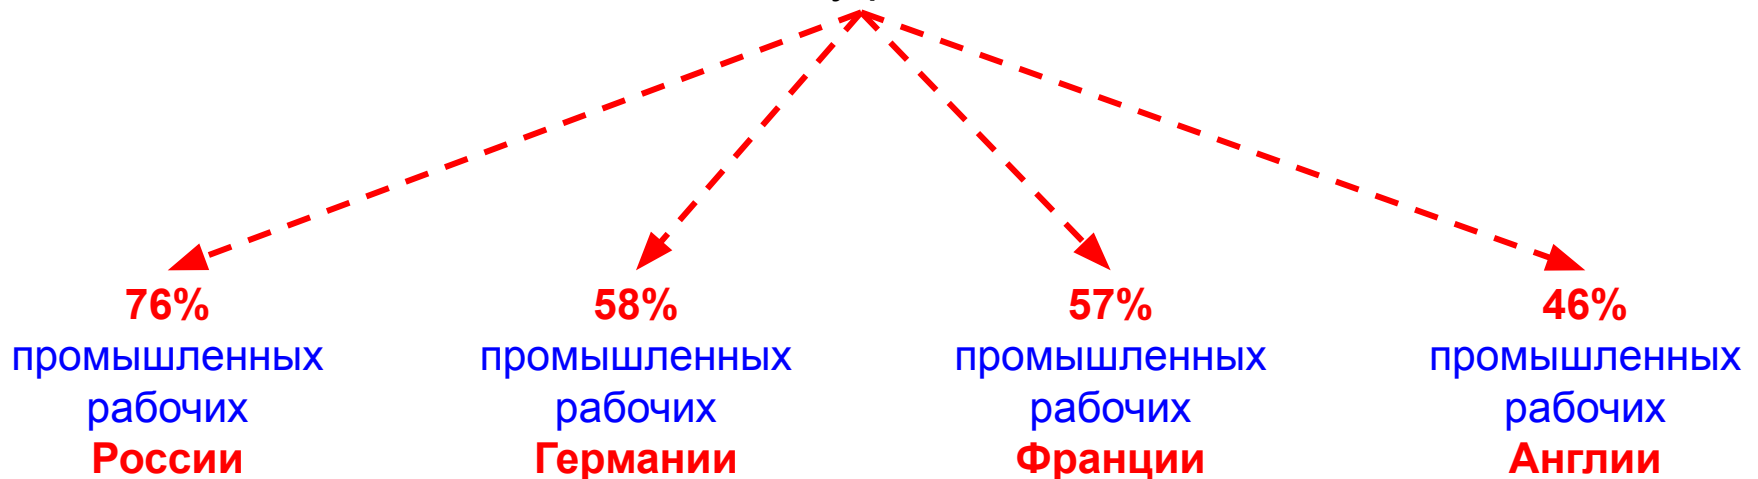 76%
промышленных
рабочих
России
58%
промышленных
рабочих
Германии
57%
промышленных
рабочих
Франции
46%
промышленных
рабочих
Англии